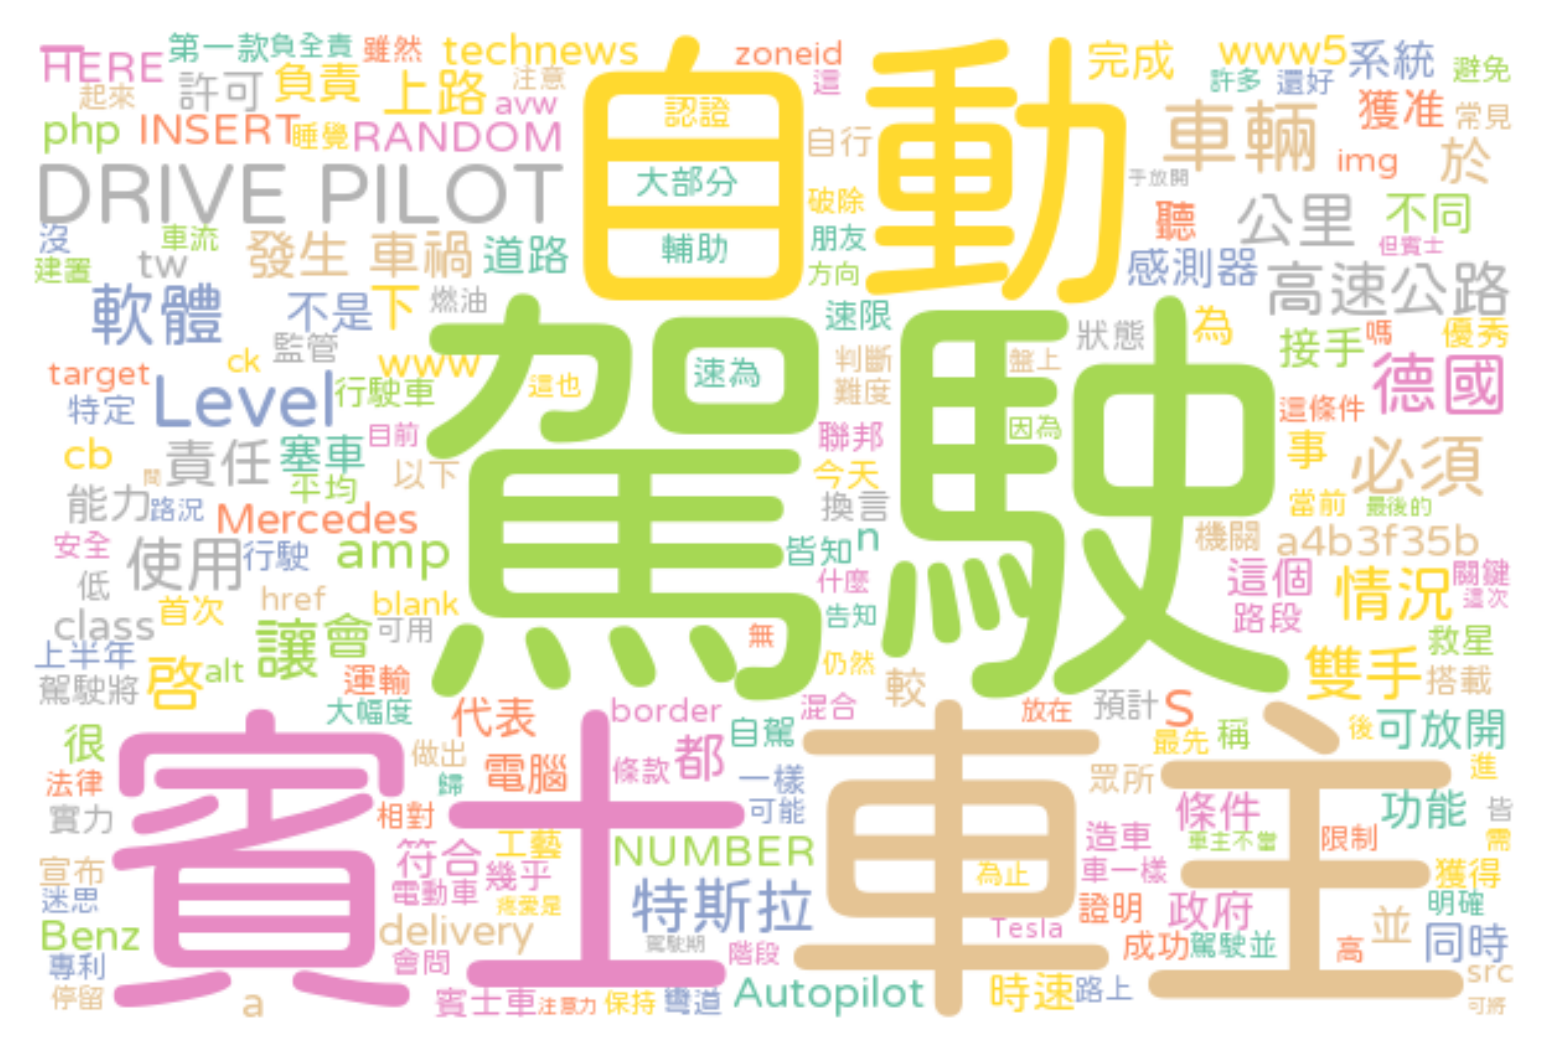 HERE 第一款 負全責 雖然 technews zoneid 完成 www5 系統 避免
起來 許可 負責 上路 avw 注意 這 許多 還好
php INSERT 睡覺 RANDOM 自動 認證 自行 車輛 獲准 常見
DRIVE PILOT 大部分 破除 手放開 img 於
沒 車流 發生 車禍 道路 輔助 朋友 聽 公里 不同
建置 tw 方向 感測器 高速公路 但賓士
軟體 不是 下 燃油 速限 狀態 為 接手 嗎 優秀
監管 ck www 駕駛 速為 判斷 盤上 德國
target Level 行駛車 這也 難度 這條件
特定 目前 聯邦 因為 事 必須
cb 責任 塞車 以下 今天
間 平均 當前 最後的
能力 路況 Mercedes 換言 機關 a4b3f35b
安全 使用 行駛 amp 皆知 n 這個 情況 關鍵
低 什麼 這次
class 首次 href blank 告知 路段
上半年 讓 會 可用 無 救星
駕駛將 啓 alt 運輸 仍然 雙手 搭載
大幅度 代表 border 混合 較 放在 預計 S
很 賓士 做出 都 自駕 車主 最先 稱 後 可放開
法律 歸 電腦 條款 一樣 眾所 進
實力 相對 可能 條件 功能 皆
符合 工藝 NUMBER 造車 車主不當 限制 需
宣布 幾乎 為止 車一樣 獲得
迷思 電動車 疼愛是 特斯拉 證明 政府 明確
Benz delivery 駕駛期 Tesla 並
專利 會問 階段 成功 駕駛並 高 同時
停留 a 賓士車 注意力 保持 彎道 Autopilot 時速 路上 src
可將